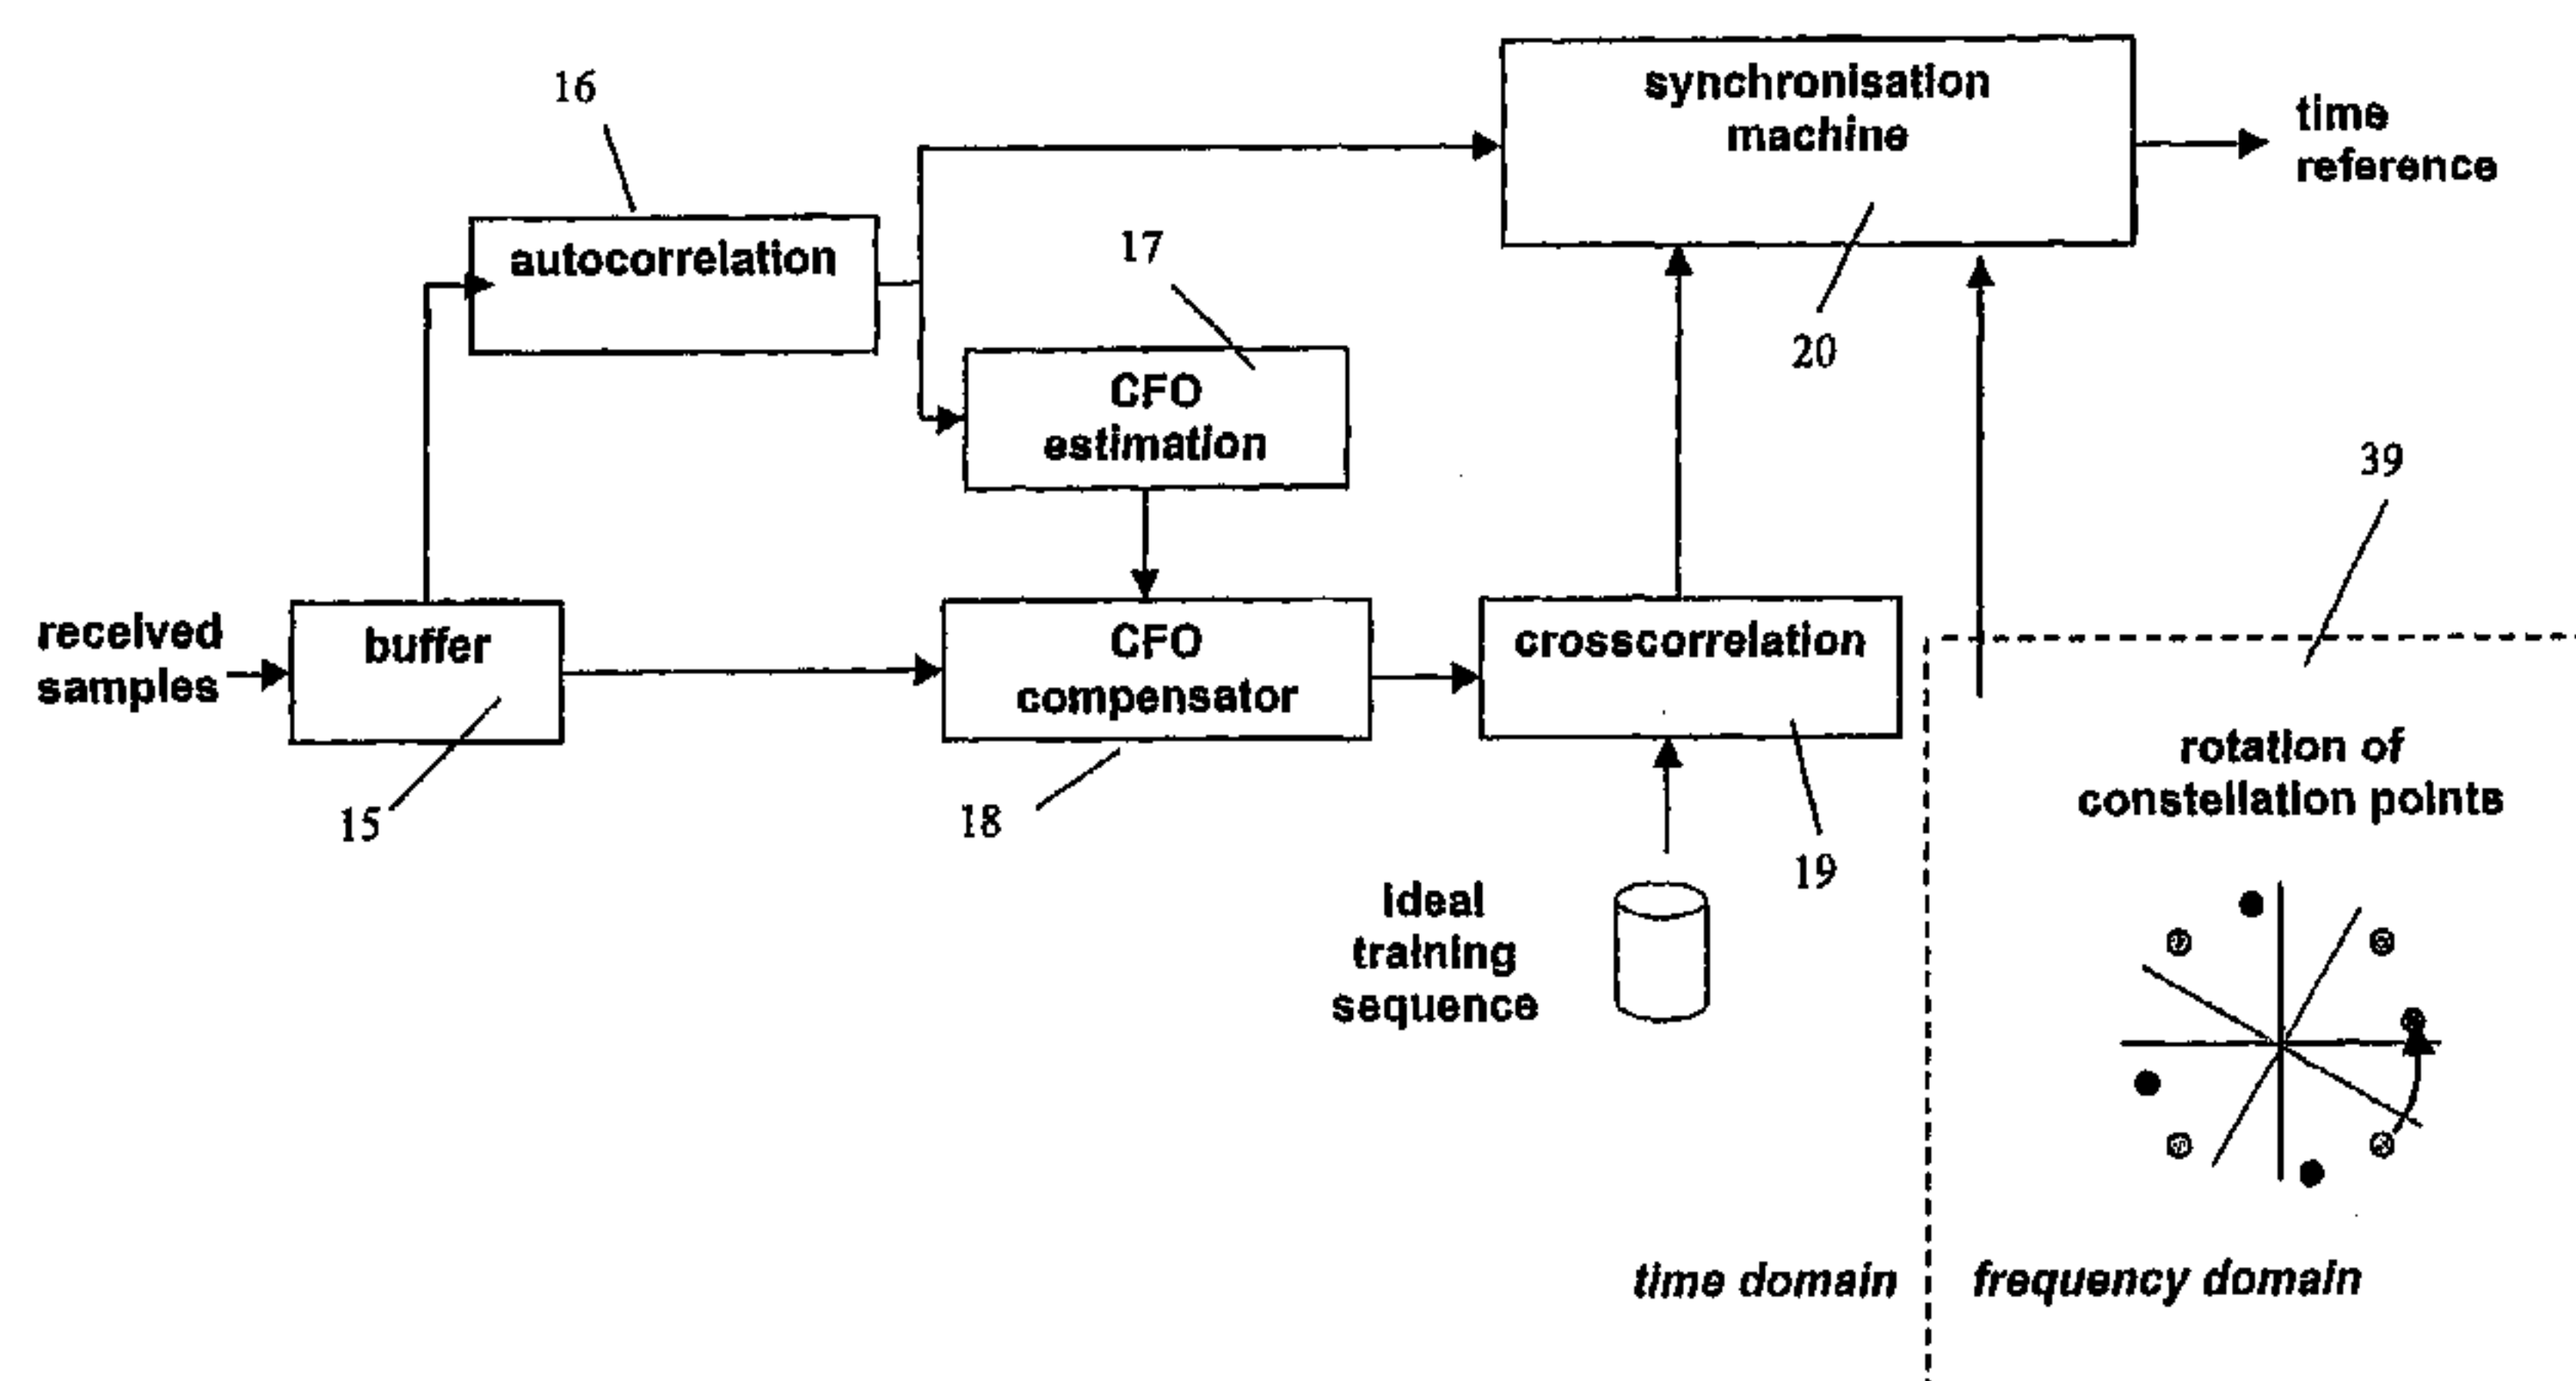 16
synchronisation
machine
time
reference
autocorrelation
17
CFO
estimation
20
39
received
samples
buffer
CFO
compensator
crosscorrelation
rotation of
constellation points
15
18
19
ideal
training
sequence
time domain
frequency domain